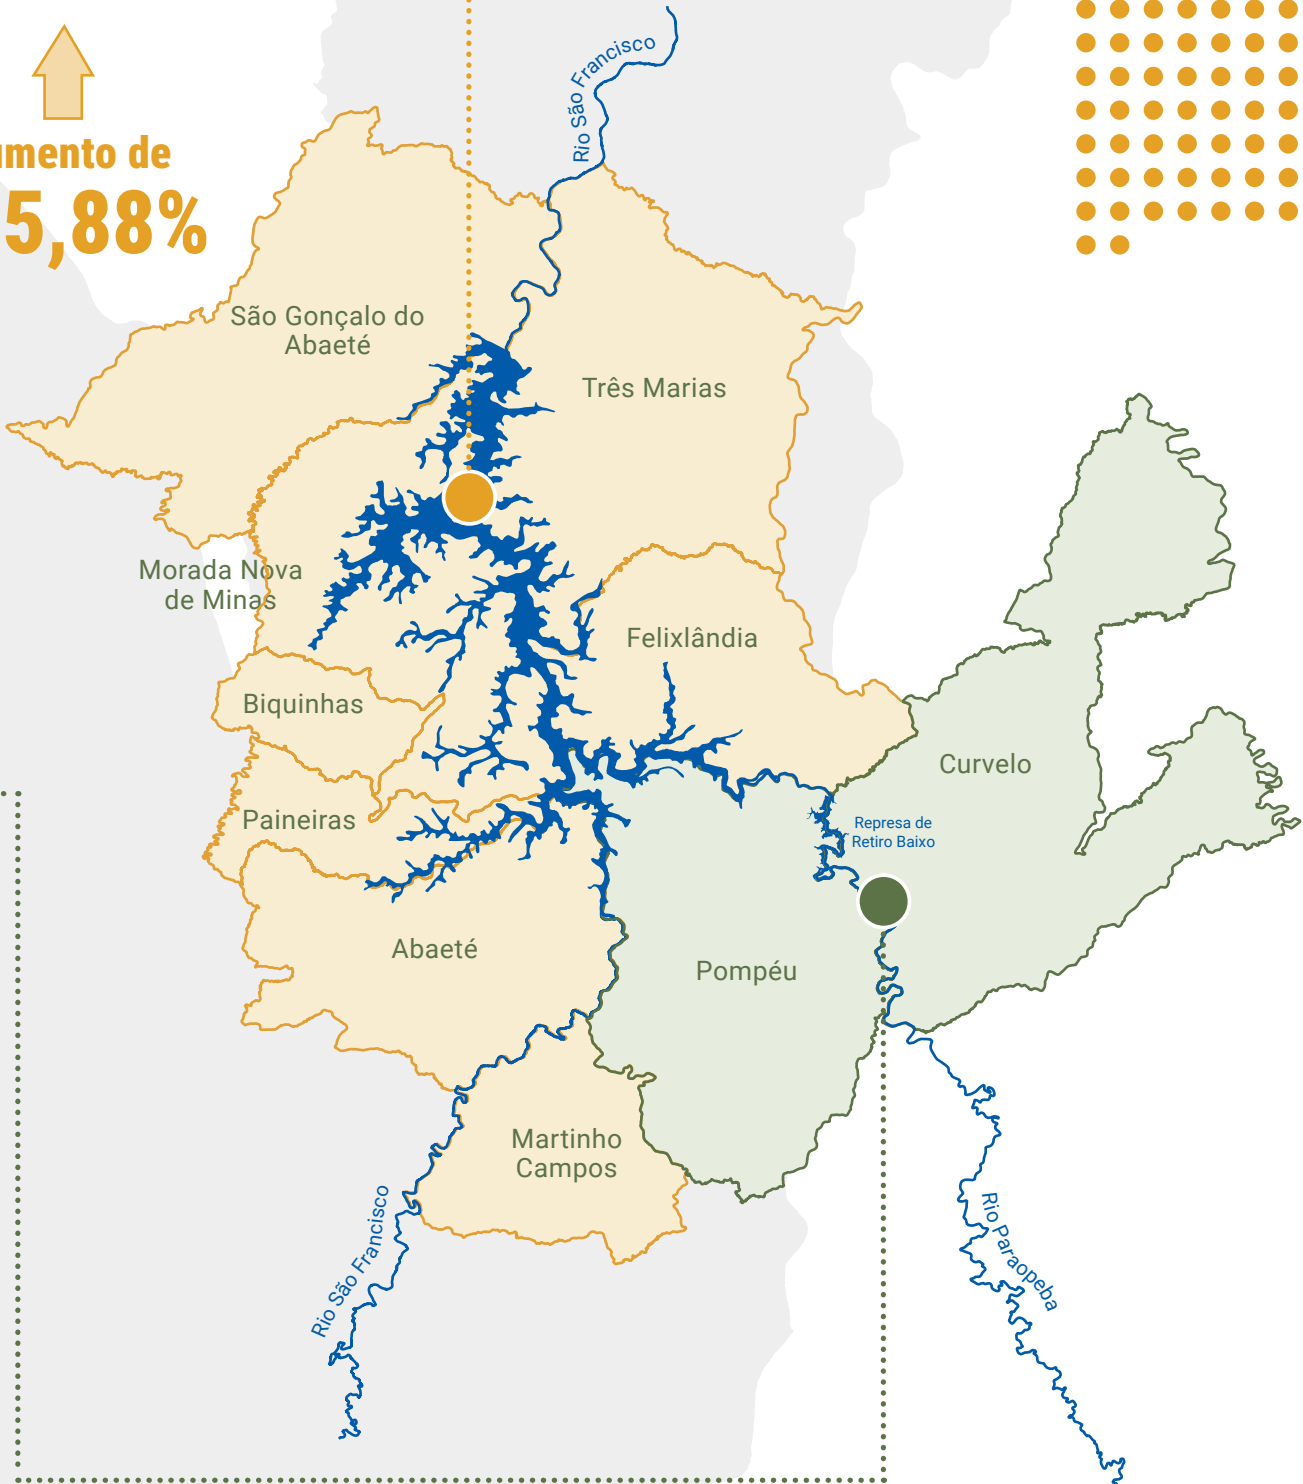 Rio São Francisco
umento de
5,88%
São Gonçalo do
Abaeté
Três Marias
Morada Nova
de Minas
Felixlândia
Biquinhas
Curvelo
Paineiras
Represa de
Retiro Baixo
Abaeté
Pompéu
Martinho
Campos
Rio São Francisco
Rio Paraopeba